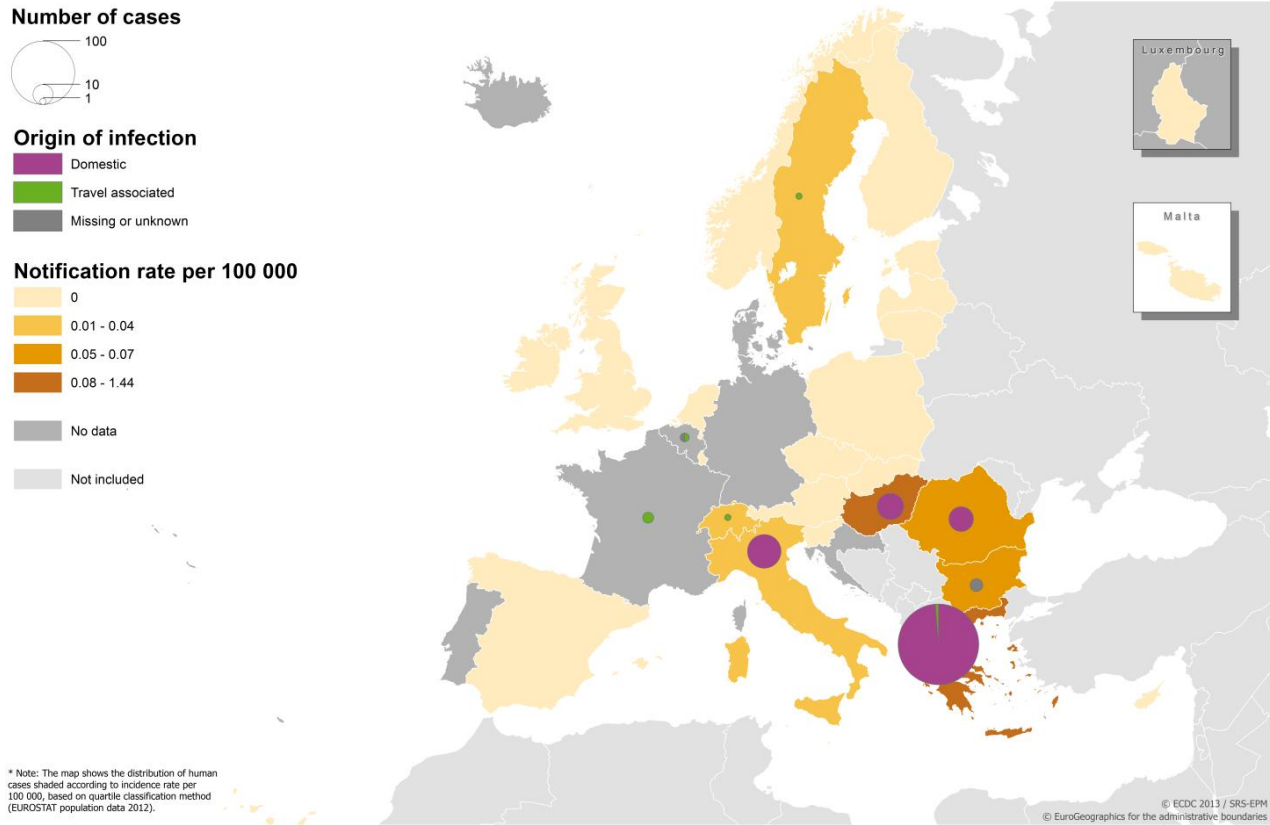 Number of cases
100
10
1
Origin of infection
Domestic
Travel associated
Missing or unknown
Notification rate per 100 000
0
0.01 - 0.04
0.05 - 0.07
0.08 - 1.44
No data
Not included
Luxembourg
Malta
* Note: The map shows the distribution of human
cases shaded according to incidence rate per
100 000, based on quartile classification method
(EUROSTAT population data 2012).
© ECDC 2013 / SRS-EPM
© EuroGeographics for the administrative boundaries